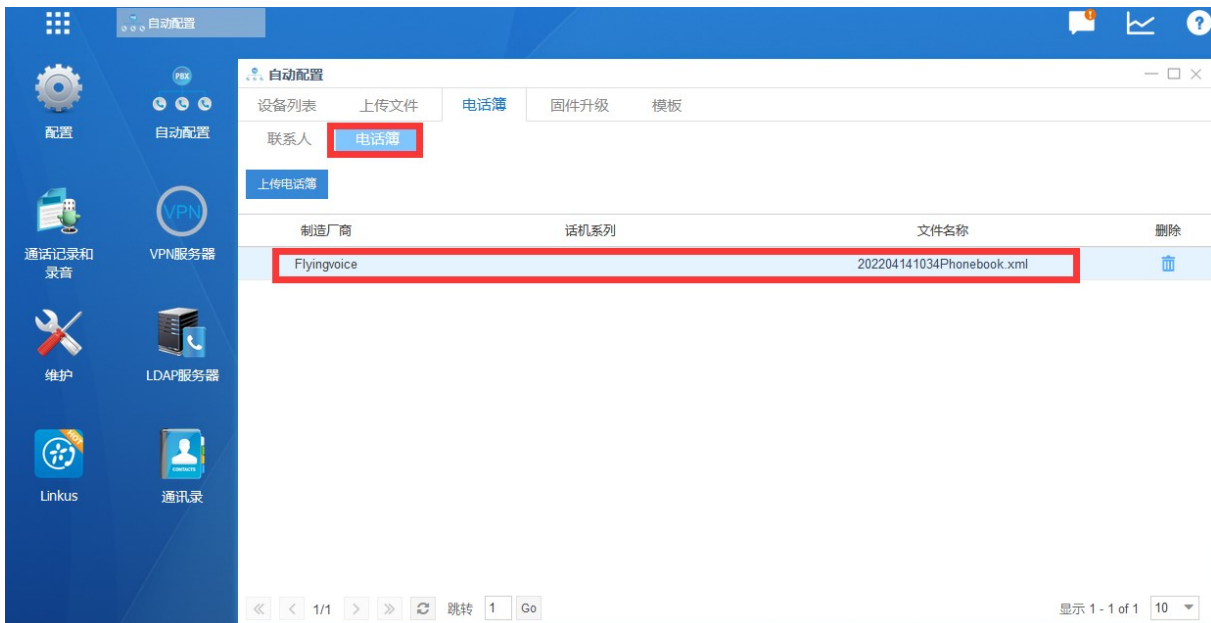 自动配置
!
?
配置
PBX
自动配置
通话记录和
录音
VPN
VPN服务器
维护
LDAP服务器
HOT
Linkus
CONTACTS
通讯录
自动配置
设备列表 上传文件 电话簿 固件升级 模板
联系人 电话簿
上传电话簿
制造厂商 话机系列 文件名称 删除
Flyingvoice 202204141034Phonebook.xml
1/1 跳转 1 Go 显示 1 - 1 of 1 10